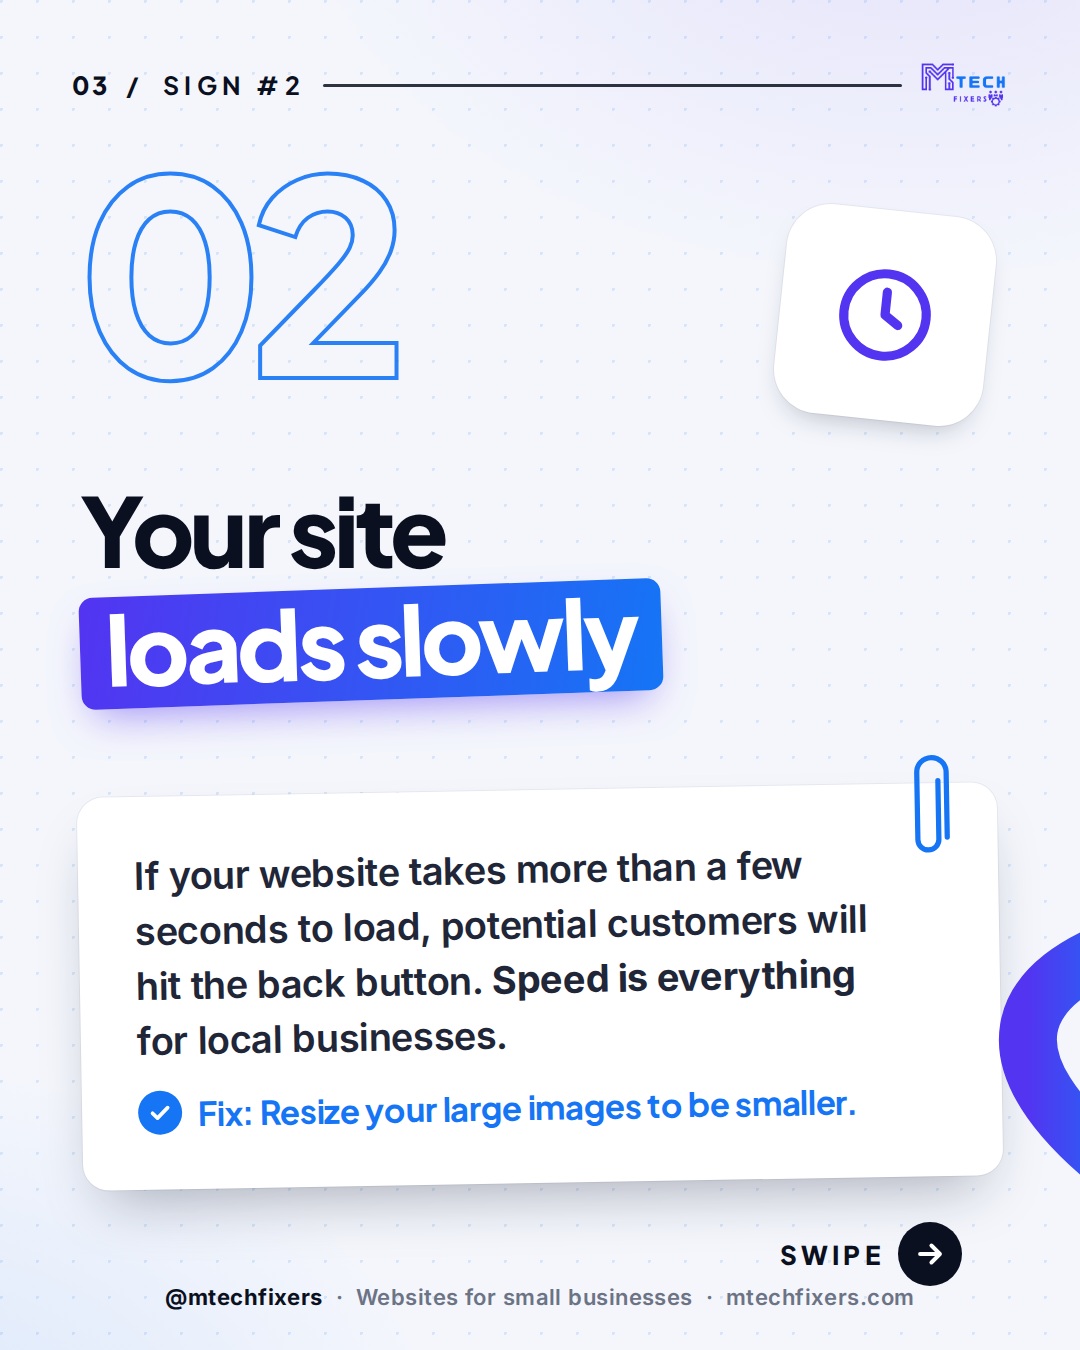 03 / SIGN #2
MTECH
FIXERS
02
Your site
loads slowly
If your website takes more than a few
seconds to load, potential customers will
hit the back button. Speed is everything
for local businesses.
Fix: Resize your large images to be smaller.
SWIPE
@mtechfixers · Websites for small businesses · mtechfixers.com